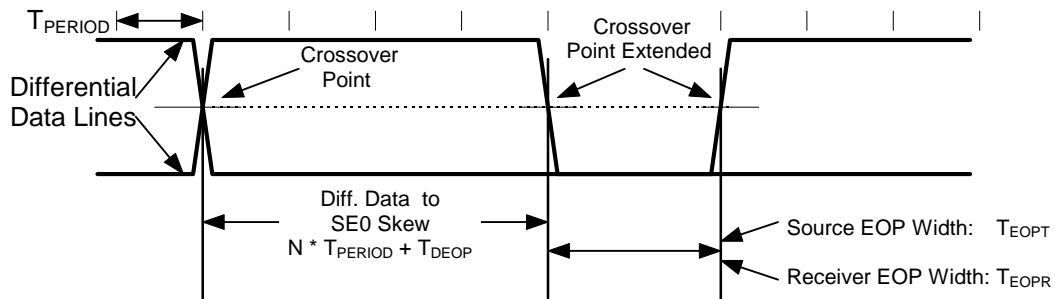 TPERIOD
Differential
Data Lines
Crossover
Point
Crossover
Point Extended
Diff. Data to
SE0 Skew
N * TPERIOD + TDEOP
Source EOP Width: TEOPT
Receiver EOP Width: TEOPR